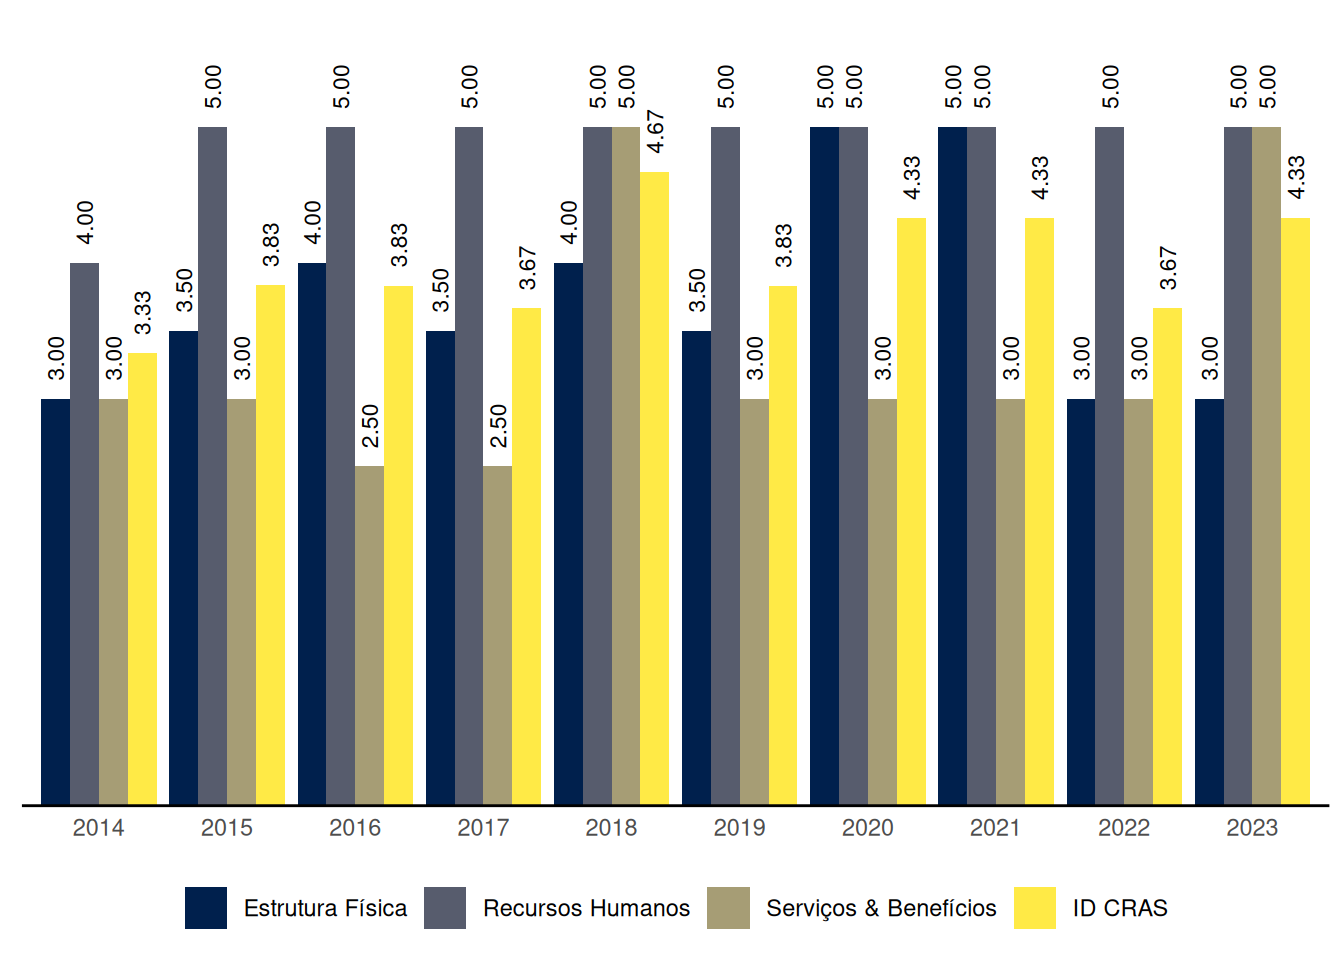 3.00 4.00 3.00 3.33 3.50 5.00 3.00 3.83 4.00 5.00 2.50 3.83 3.50 5.00 2.50 3.67 4.00 5.00 5.00 4.67 3.50 5.00 3.00 3.83 5.00 5.00 3.00 4.33 5.00 5.00 3.00 4.33 3.00 5.00 3.00 3.67 3.00 5.00 5.00 4.33
2014 2015 2016 2017 2018 2019 2020 2021 2022 2023
Estrutura Física Recursos Humanos Serviços & Benefícios ID CRAS